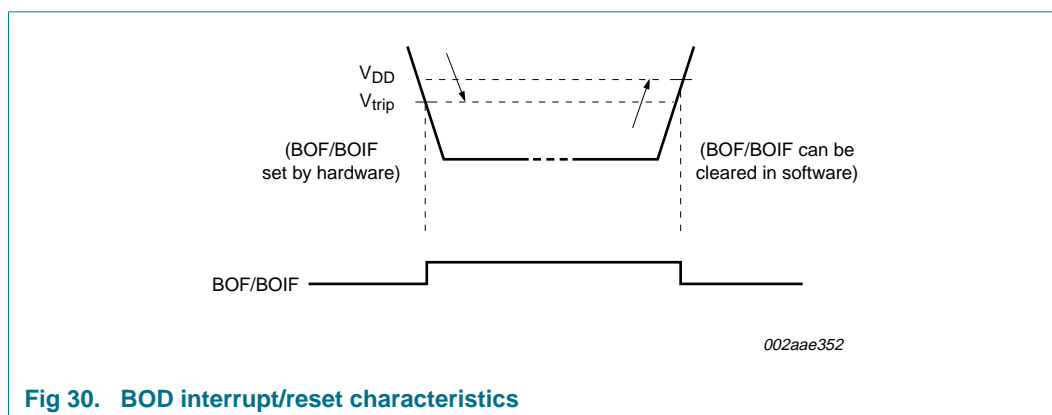 VDD
Vtrip
(BOF/BOIF
set by hardware)
(BOF/BOIF can be
cleared in software)
BOF/BOIF
002aae352
Fig 30. BOD interrupt/reset characteristics